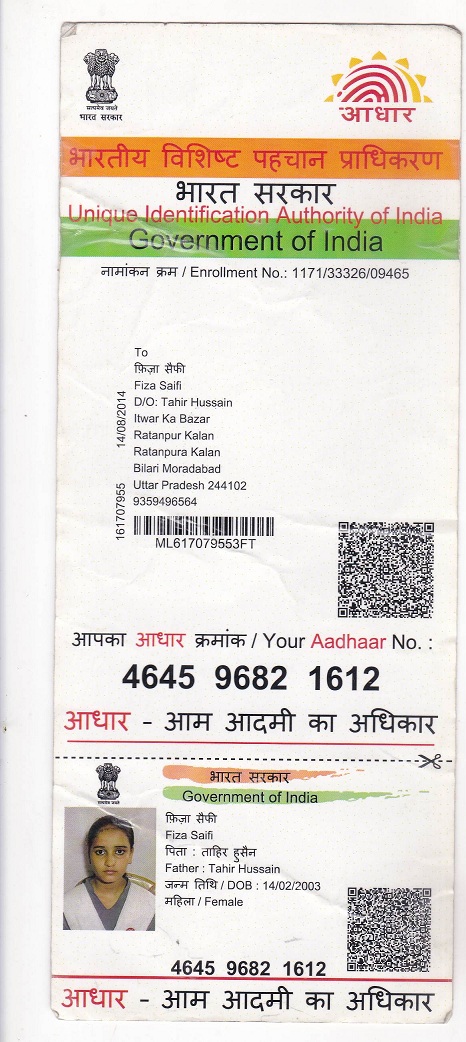 सत्यमेव जयते
भारत सरकार
आधार
भारतीय विशिष्ट पहचान प्राधिकरण
भारत सरकार
Unique Identification Authority of India
Government of India
नामांकन क्रम / Enrollment No.: 1171/33326/09465
To
फ़िज़ा सैफी
Fiza Saifi
D/O: Tahir Hussain
Itwar Ka Bazar
Ratanpur Kalan
Ratanpura Kalan
Bilari Moradabad
Uttar Pradesh 244102
9359496564
14/08/2014
161707955
ML617079553FT
आपका आधार क्रमांक / Your Aadhaar No. :
4645 9682 1612
आधार - आम आदमी का अधिकार
भारत सरकार
Government of India
फ़िज़ा सैफी
Fiza Saifi
पिता : ताहिर हुसैन
Father : Tahir Hussain
जन्म तिथि / DOB : 14/02/2003
महिला / Female
4645 9682 1612
आधार - आम आदमी का अधिकार